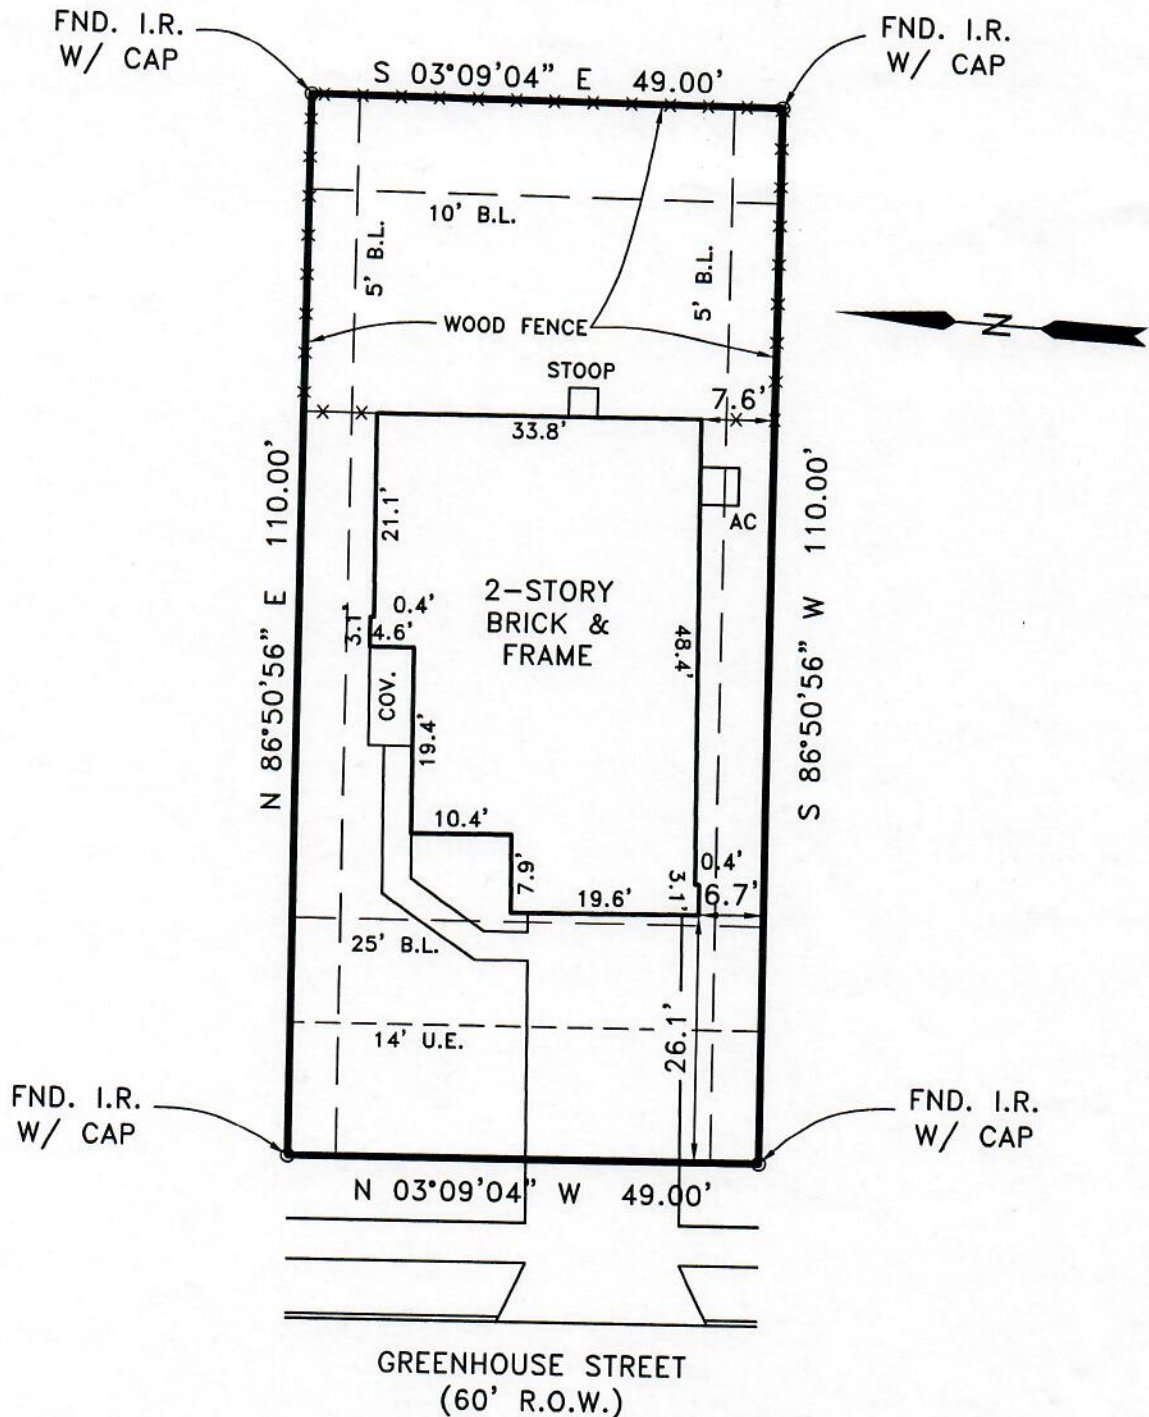 FND. I.R.
W/ CAP
FND. I.R.
W/ CAP
S 03°09'04" E 49.00'
10' B.L.
5' B.L.
5' B.L.
WOOD FENCE
N
STOOP
7.6'
33.8'
N 86°50'56" E 110.00'
21.1'
AC
S 86°50'56" W 110.00'
2-STORY
BRICK &
FRAME
0.4'
3.1
4.6'
48.4'
COV.
19.4'
10.4'
7.9'
0.4'
3.1'
6.7'
19.6'
25' B.L.
26.1'
14' U.E.
FND. I.R.
W/ CAP
FND. I.R.
W/ CAP
N 03°09'04" W 49.00'
GREENHOUSE STREET
(60' R.O.W.)